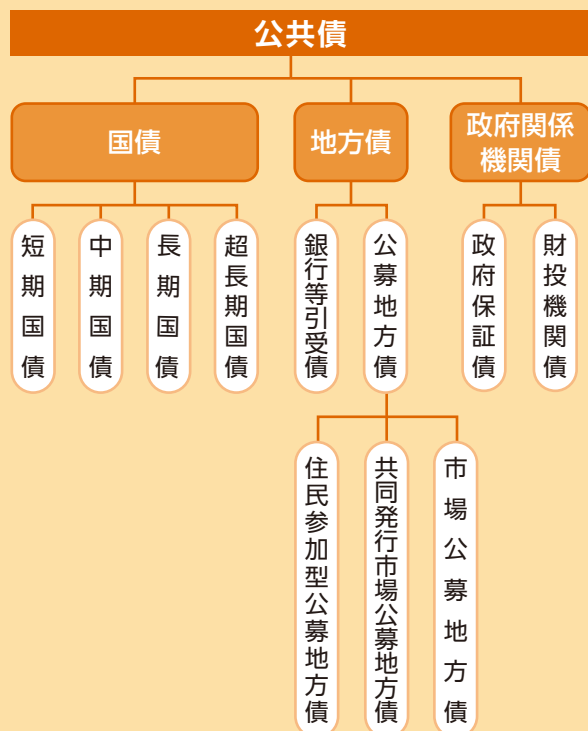 公共債
国債
地方債
政府関係
機関債
短期国債
中期国債
長期国債
超長期国債
銀行等引受債
公募地方債
政府保証債
財投機関債
住民参加型公募地方債
共同発行市場公募地方債
市場公募地方債